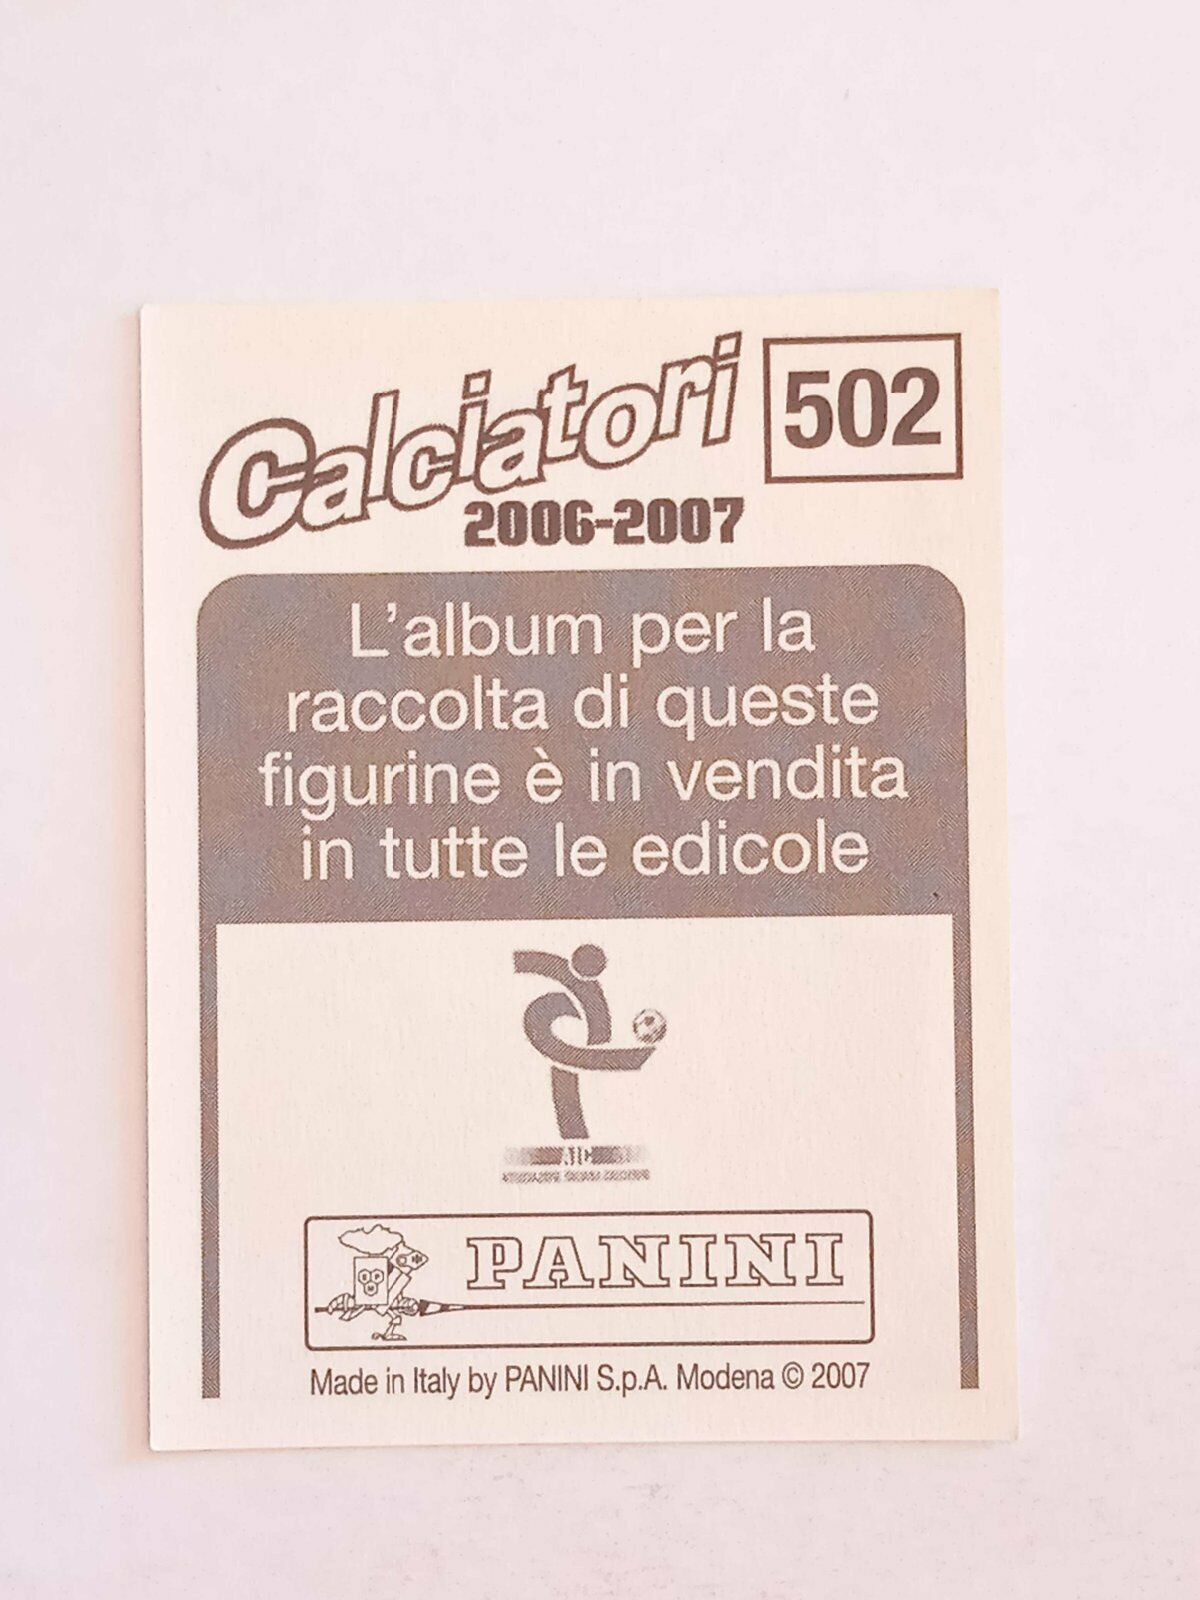 Calciatori
502
2006-2007
L'album per la
raccolta di queste
figurine è in vendita
in tutte le edicole
AIC
PANINI
Made in Italy by PANINI S.p.A. Modena © 2007